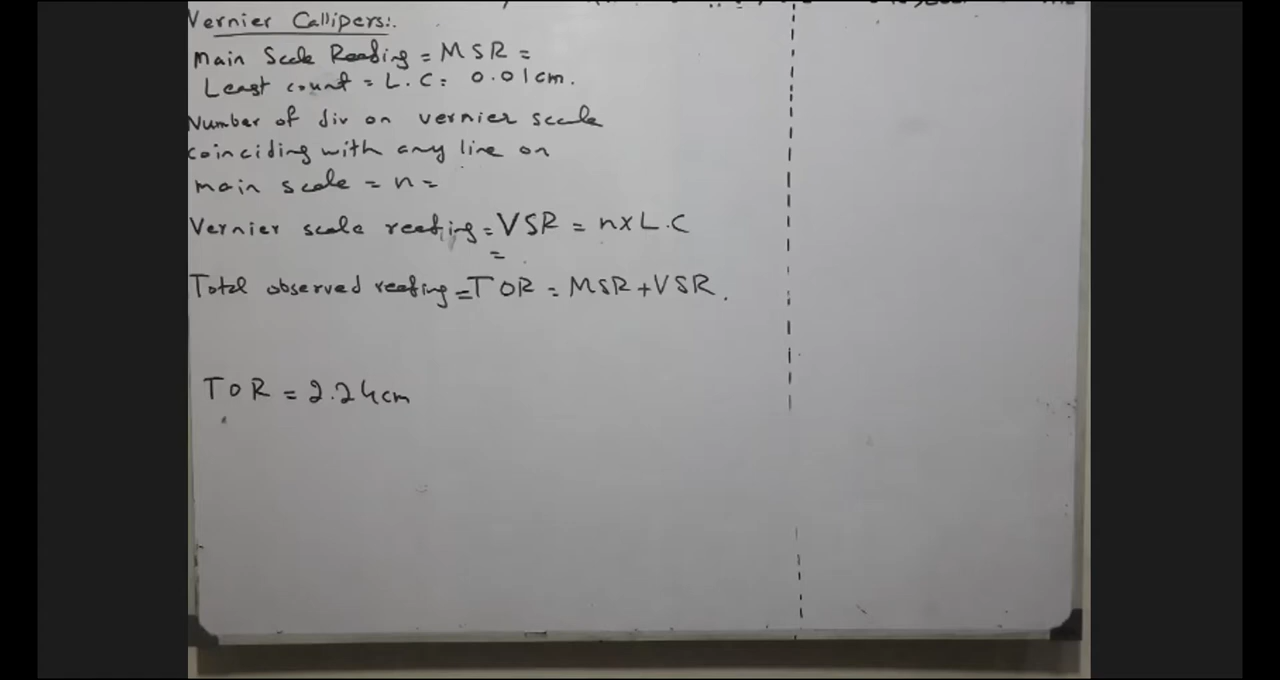 Vernier Callipers:.
Main Scale Reading = MSR =
Least count = L.C = 0.01cm.
Number of div on vernier scale
coinciding with any line on
main scale = n =
Vernier scale reading = VSR = n×L.C
=
Total observed reading = TOR = MSR+VSR.
TOR = 2.24cm